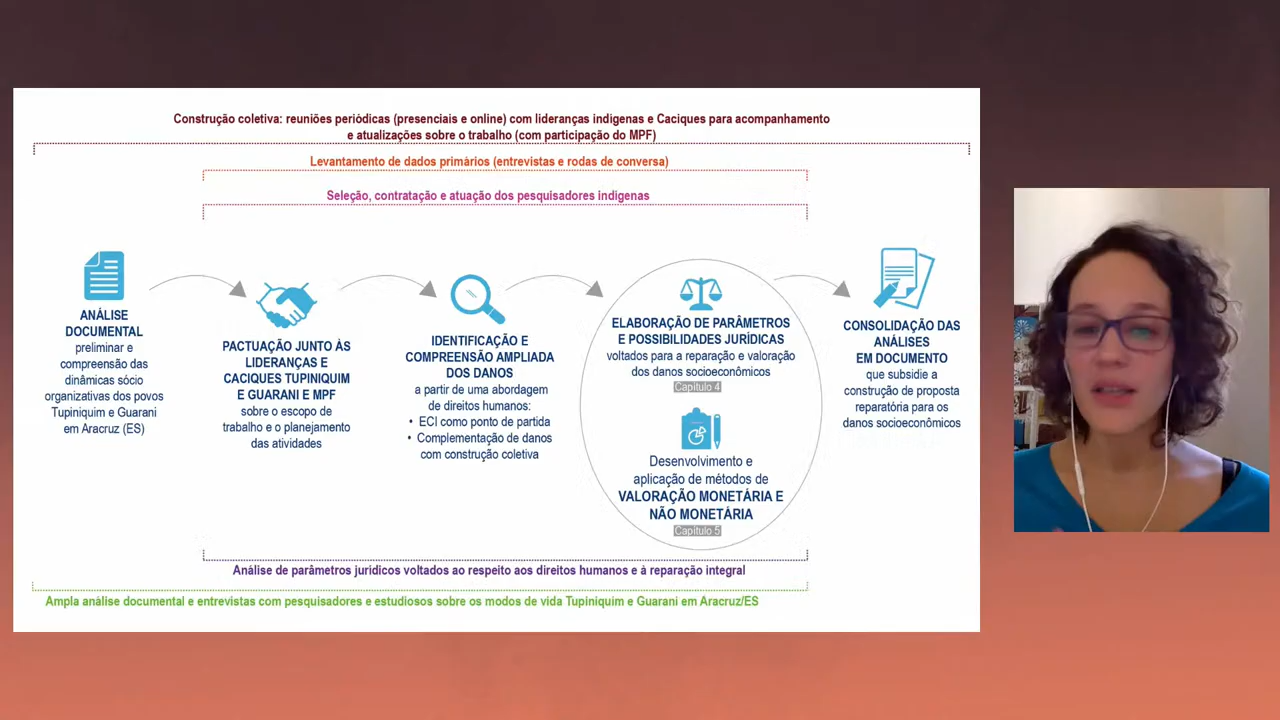 Construção coletiva: reuniões periódicas (presenciais e online) com lideranças indígenas e Caciques para acompanhamento
e atualizações sobre o trabalho (com participação do MPF)
Levantamento de dados primários (entrevistas e rodas de conversa)
Seleção, contratação e atuação dos pesquisadores indígenas
ANÁLISE
DOCUMENTAL
preliminar e
compreensão das
dinâmicas sócio
organizativas dos povos
Tupiniquim e Guarani
em Aracruz (ES)
PACTUAÇÃO JUNTO ÀS
LIDERANÇAS E
CACIQUES TUPINIQUIM
E GUARANI E MPF
sobre o escopo de
trabalho e o planejamento
das atividades
IDENTIFICAÇÃO E
COMPREENSÃO AMPLIADA
DOS DANOS
a partir de uma abordagem
de direitos humanos:
• ECI como ponto de partida
• Complementação de danos
com construção coletiva
ELABORAÇÃO DE PARÂMETROS
E POSSIBILIDADES JURÍDICAS
voltados para a reparação e valoração
dos danos socioeconômicos
Capítulo 4
Desenvolvimento e
aplicação de métodos de
VALORAÇÃO MONETÁRIA E
NÃO MONETÁRIA
Capítulo 5
CONSOLIDAÇÃO DAS
ANÁLISES
EM DOCUMENTO
que subsidie a
construção de proposta
reparatória para os
danos socioeconômicos
Análise de parâmetros jurídicos voltados ao respeito aos direitos humanos e à reparação integral
Ampla análise documental e entrevistas com pesquisadores e estudiosos sobre os modos de vida Tupiniquim e Guarani em Aracruz/ES